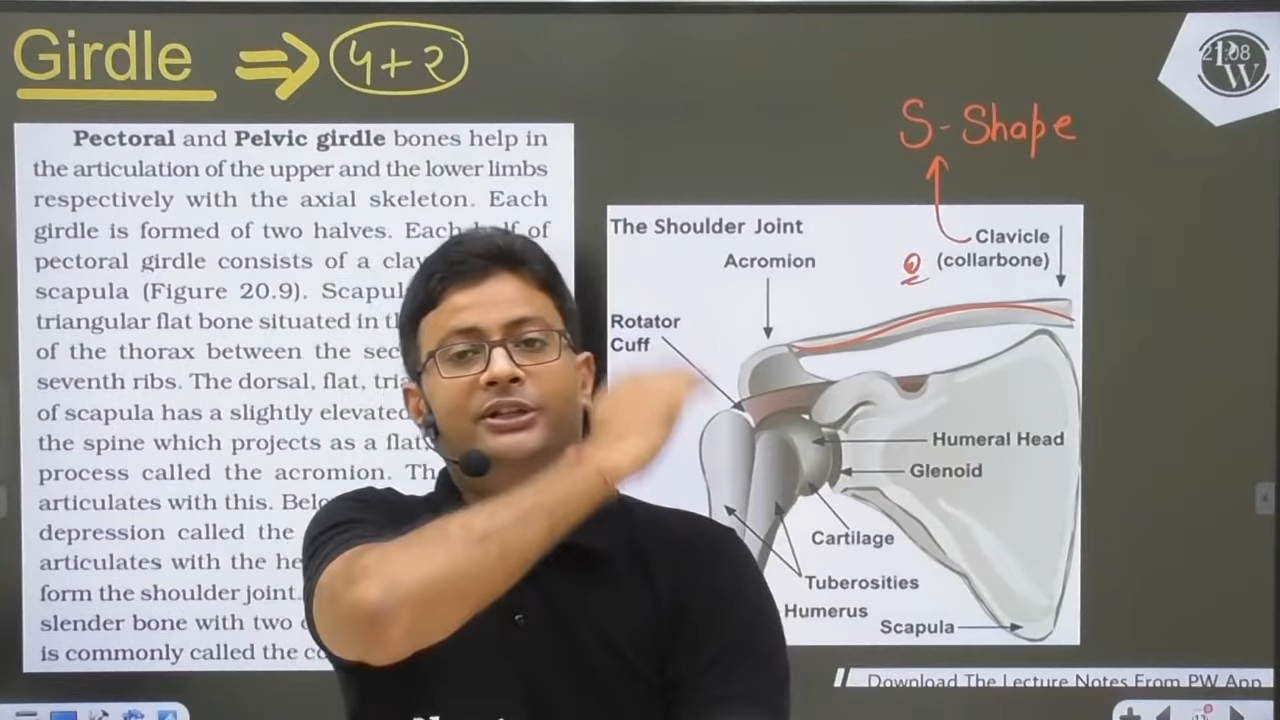 Girdle ⇒ 4+2
21:08
PW
S-Shape
Pectoral and Pelvic girdle bones help in
the articulation of the upper and the lower limbs
respectively with the axial skeleton. Each
girdle is formed of two halves. Each half of
pectoral girdle consists of a
scapula (Figure 20.9).
triangular flat bone situated in
of the thorax between the
seventh ribs. The dorsal, flat,
of scapula has a slightly elevated
the spine which projects as a
process called the acromion.
articulates with this.
depression called the
articulates with the
form the shoulder joint.
slender bone with two
is commonly called the
The Shoulder Joint
Acromion
Clavicle
(collarbone)
Rotator
Cuff
Humeral Head
Glenoid
Cartilage
Tuberosities
Humerus
Scapula
Download The Lecture Notes From PW App